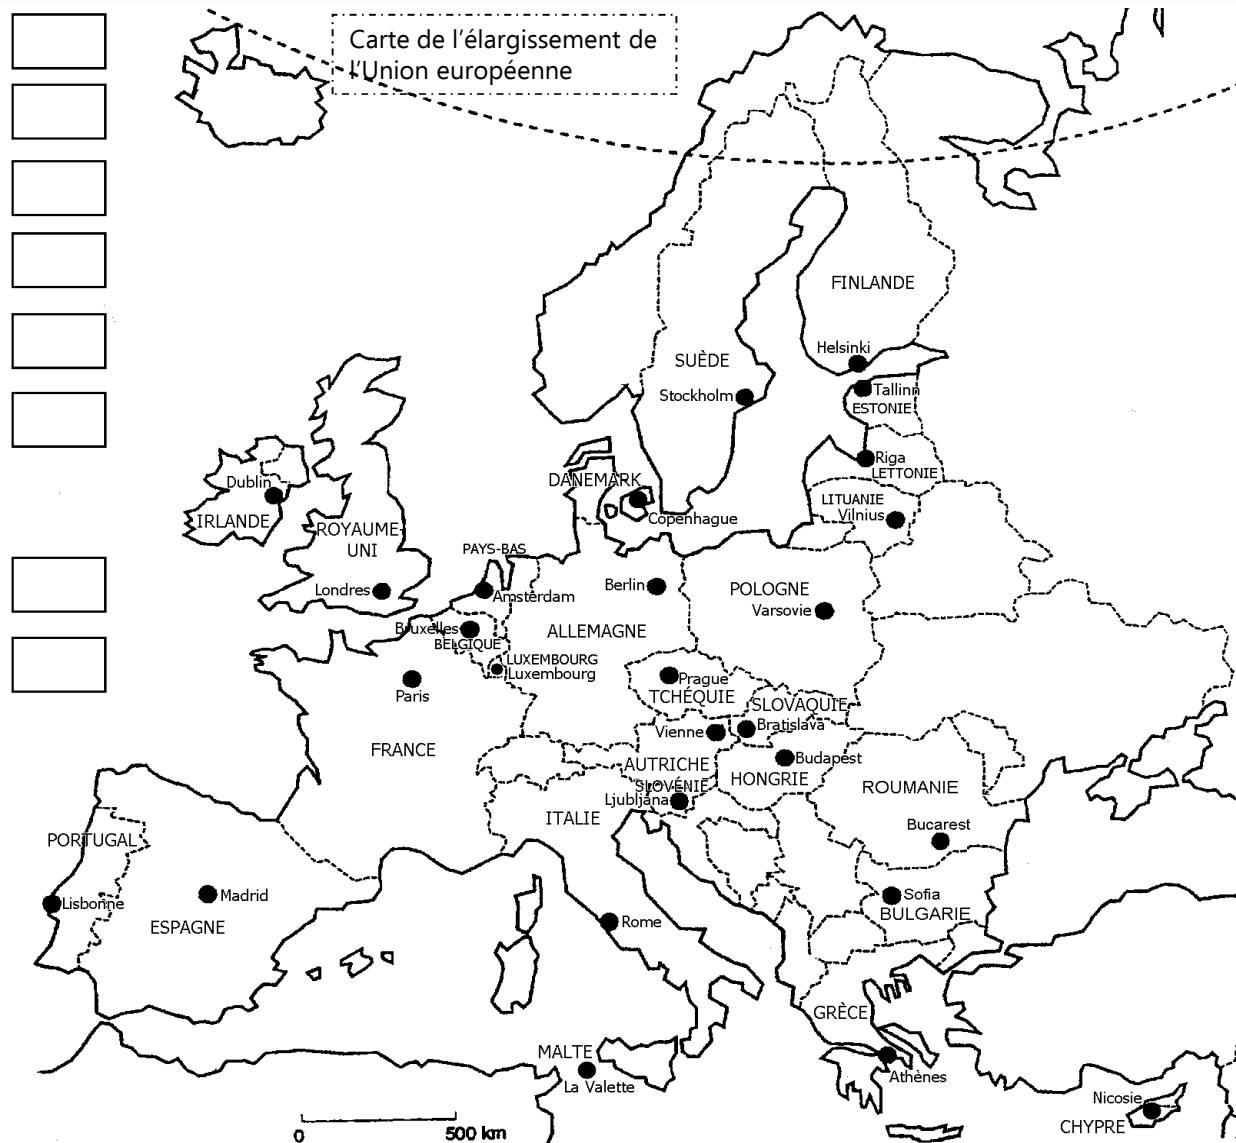 Carte de l'élargissement de
l'Union européenne
FINLANDE
Helsinki
SUÈDE
Stockholm
Tallinn
ESTONIE
Riga
LETTONIE
DANEMARK
Dublin
LITUANIE
Vilnius
IRLANDE
Copenhague
ROYAUME-
UNI
PAYS-BAS
Londres
Amsterdam
Berlin
POLOGNE
Varsovie
Bruxelles
BELGIQUE
ALLEMAGNE
LUXEMBOURG
Luxembourg
Paris
Prague
TCHÉQUIE
SLOVAQUIE
Bratislava
Vienne
FRANCE
AUTRICHE
Budapest
HONGRIE
SLOVÉNIE
Ljubljana
ROUMANIE
ITALIE
Bucarest
PORTUGAL
Lisbonne
Madrid
ESPAGNE
Sofia
BULGARIE
Rome
GRÈCE
MALTE
La Valette
Athènes
Nicosie
CHYPRE
0 500 km